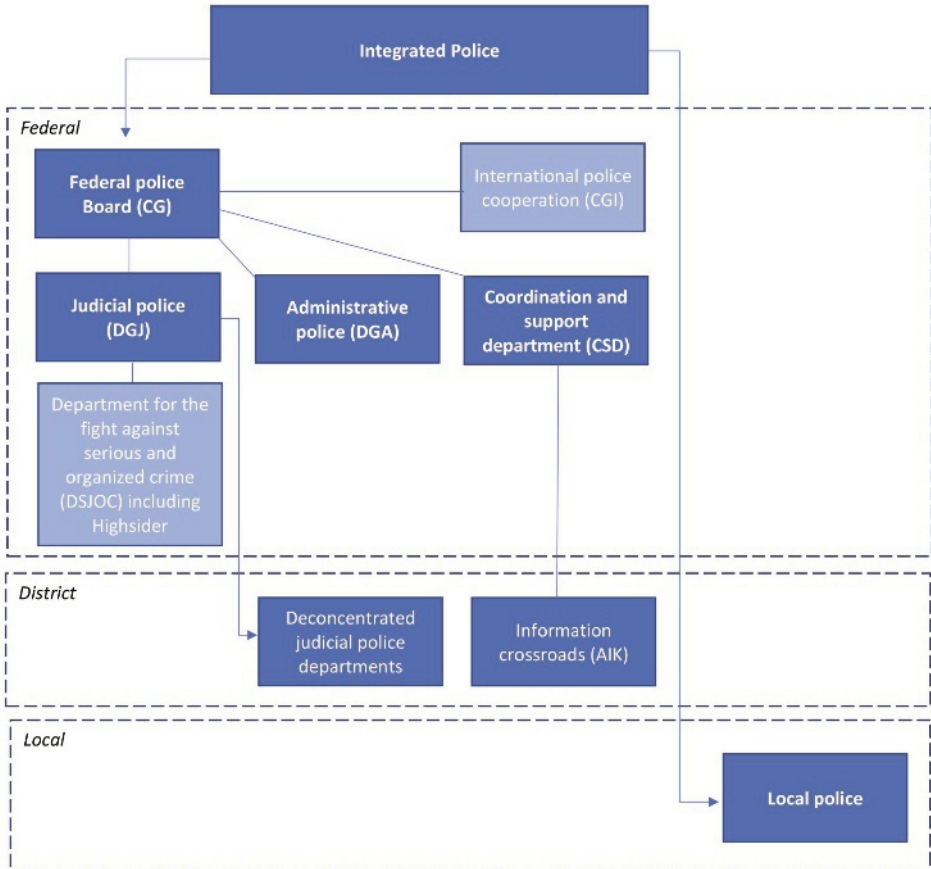 Integrated Police
Federal
Federal police
Board (CG)
International police
cooperation (CGI)
Judicial police
(DGJ)
Administrative
police (DGA)
Coordination and
support
department (CSD)
Department for the
fight against
serious and
organized crime
(DSJOC) including
Highsider
District
Deconcentrated
judicial police
departments
Information
crossroads (AIK)
Local
Local police